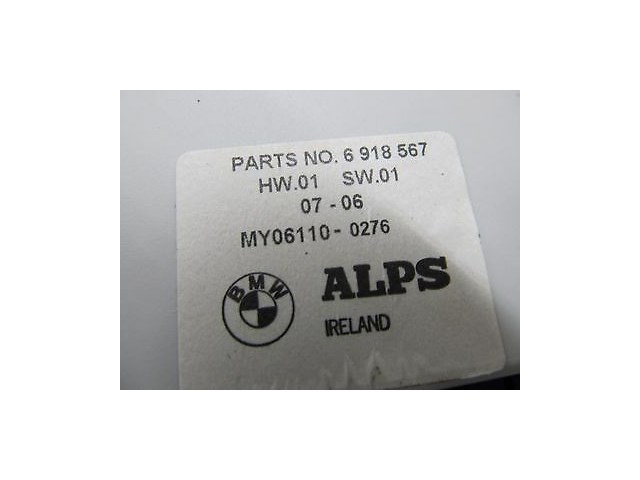 PARTS NO. 6 918 567
HW.01 SW.01
07 - 06
MY06110- 0276
BMW
ALPS
IRELAND